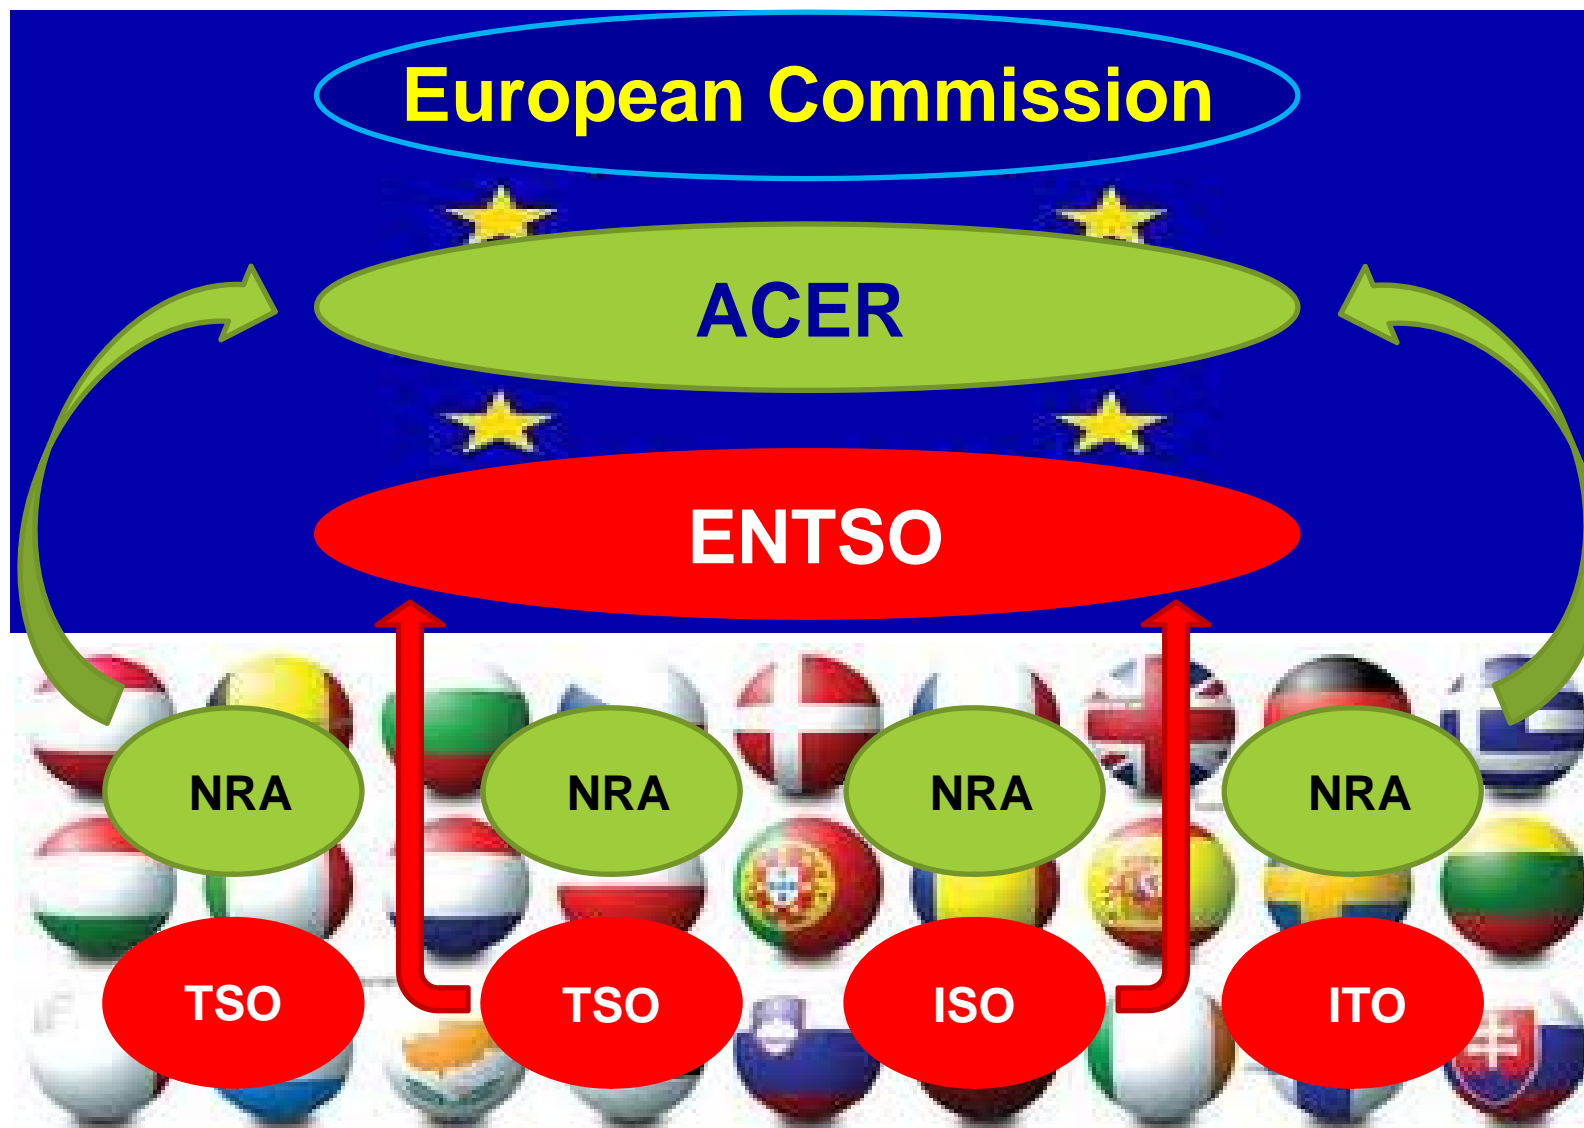 European Commission
ACER
ENTSO
NRA NRA NRA NRA
TSO TSO ISO ITO